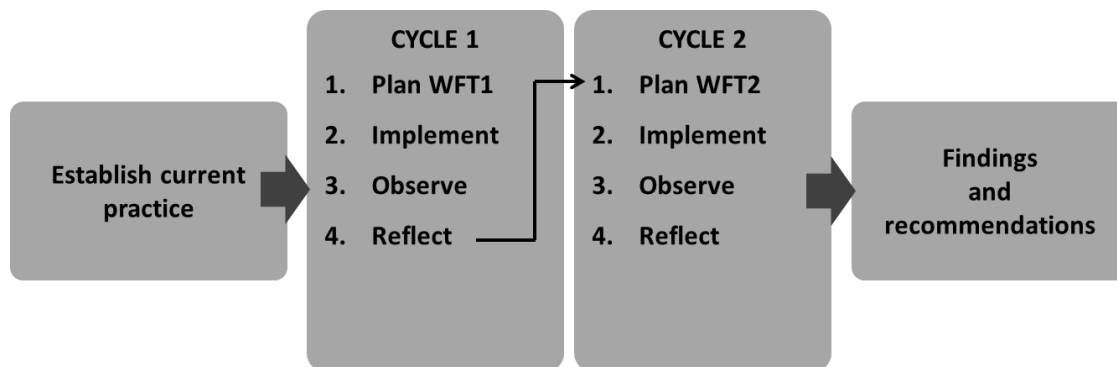 Establish current
practice
CYCLE 1
1. Plan WFT1
2. Implement
3. Observe
4. Reflect
CYCLE 2
1. Plan WFT2
2. Implement
3. Observe
4. Reflect
Findings
and
recommendations